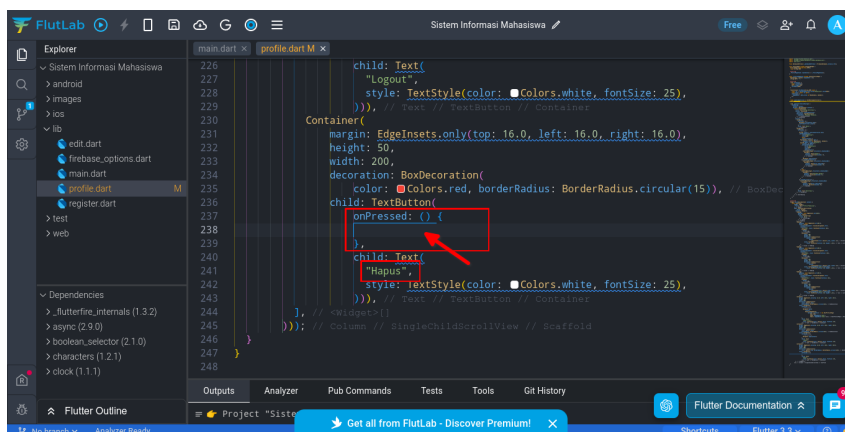 FlutLab
Sistem Informasi Mahasiswa
Free
A
Explorer
main.dart ×
profile.dart M ×
Sistem Informasi Mahasiswa
android
images
ios
lib
edit.dart
firebase_options.dart
main.dart
profile.dart M
register.dart
test
web
Dependencies
_flutterfire_internals (1.3.2)
async (2.9.0)
boolean_selector (2.1.0)
characters (1.2.1)
clock (1.1.1)
Flutter Outline
1
226 child: Text(
227 "Logout",
228 style: TextStyle(color: Colors.white, fontSize: 25),
229 ))), // Text // TextButton // Container
230 Container(
231 margin: EdgeInsets.only(top: 16.0, left: 16.0, right: 16.0),
232 height: 50,
233 width: 200,
234 decoration: BoxDecoration(
235 color: Colors.red, borderRadius: BorderRadius.circular(15)), // BoxDec
236 child: TextButton(
237 onPressed: () {
238
239 },
240 child: Text(
241 "Hapus",
242 style: TextStyle(color: Colors.white, fontSize: 25),
243 ))), // Text // TextButton // Container
244 ], // <Widget>[]
245 ))); // Column // SingleChildScrollView // Scaffold
246 }
247 }
248
Outputs Analyzer Pub Commands Tests Tools Git History
Project "Siste
Get all from FlutLab - Discover Premium! ×
Flutter Documentation
No branch Analyzer Ready
Shortcuts Flutter 3.3